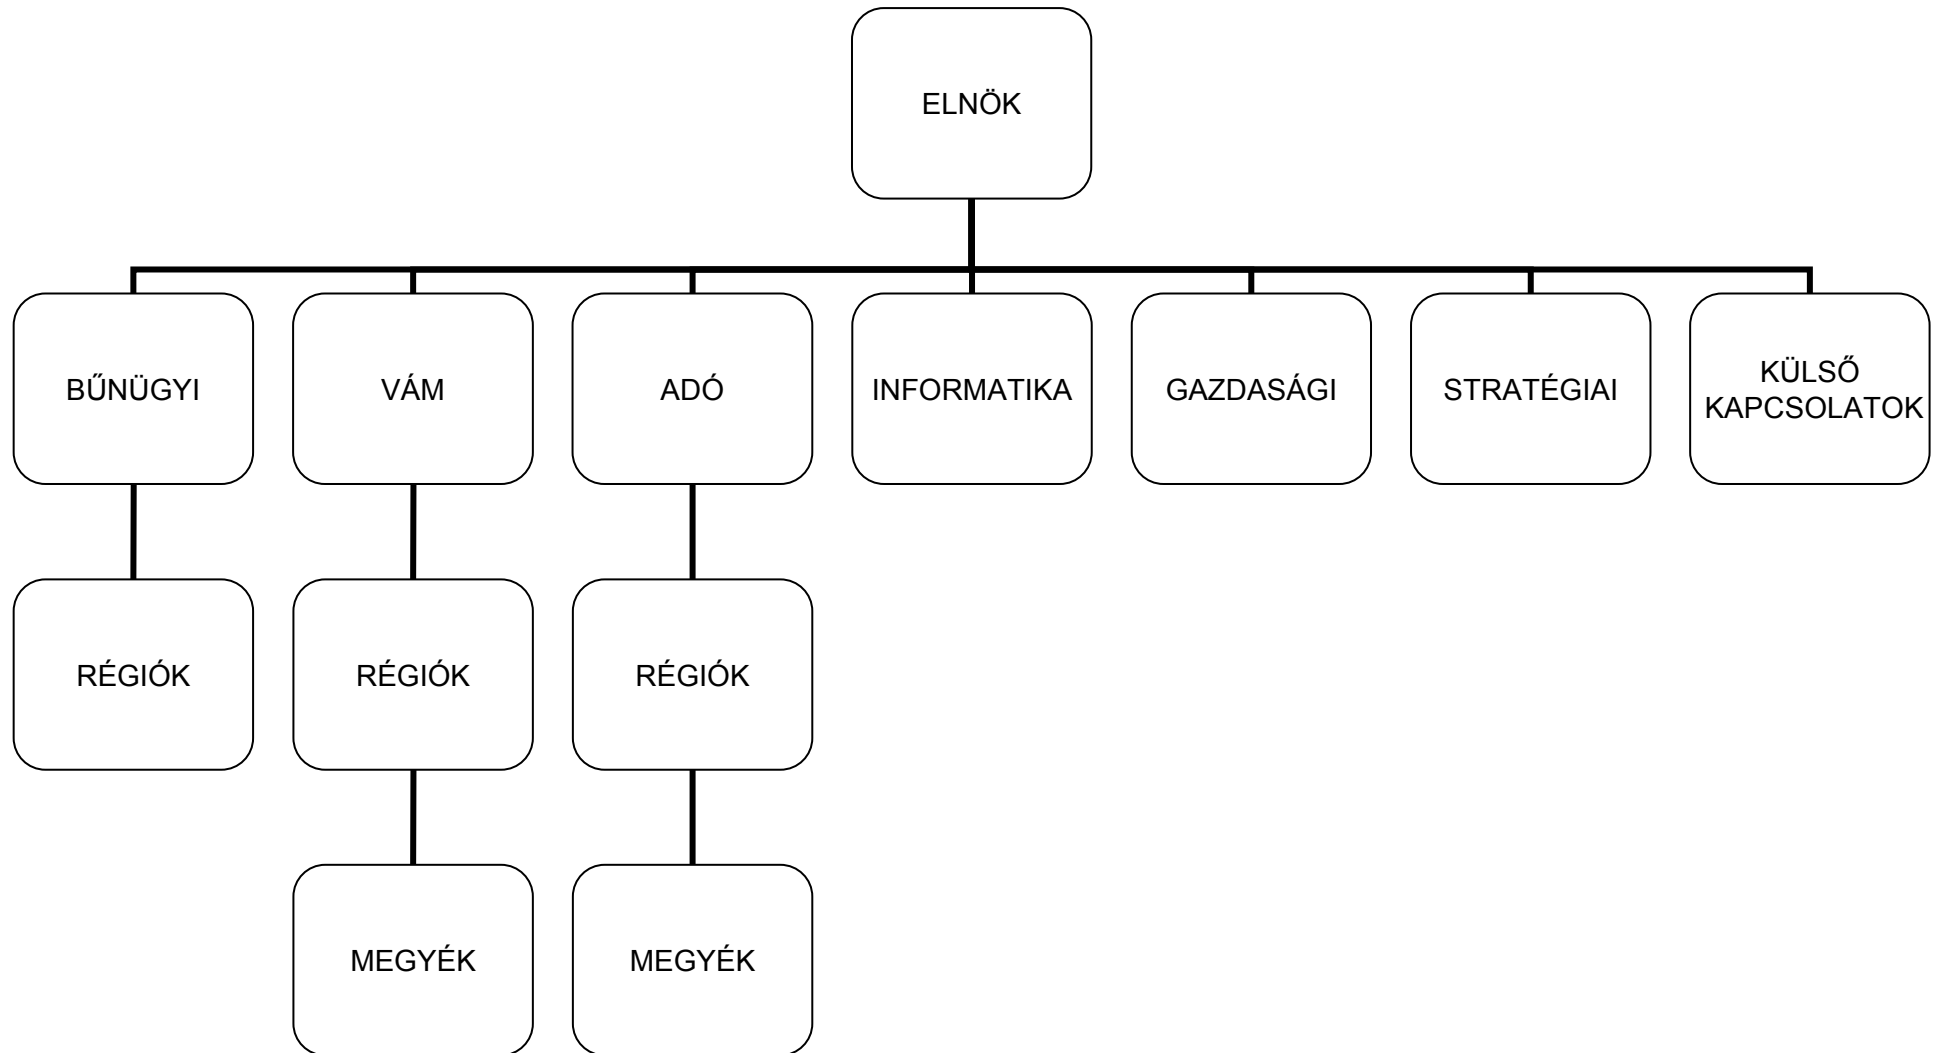 ELNÖK
BŰNÜGYI
VÁM
ADÓ
INFORMATIKA
GAZDASÁGI
STRATÉGIAI
KÜLSŐ
KAPCSOLATOK
RÉGIÓK
RÉGIÓK
RÉGIÓK
MEGYÉK
MEGYÉK